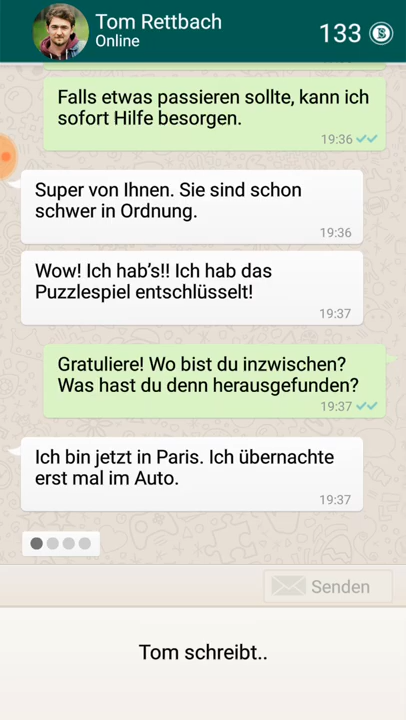 Tom Rettbach
Online
133
Falls etwas passieren sollte, kann ich
sofort Hilfe besorgen.
19:36
Super von Ihnen. Sie sind schon
schwer in Ordnung.
19:36
Wow! Ich hab's!! Ich hab das
Puzzlespiel entschlüsselt!
19:37
Gratuliere! Wo bist du inzwischen?
Was hast du denn herausgefunden?
19:37
Ich bin jetzt in Paris. Ich übernachte
erst mal im Auto.
19:37
Senden
Tom schreibt..